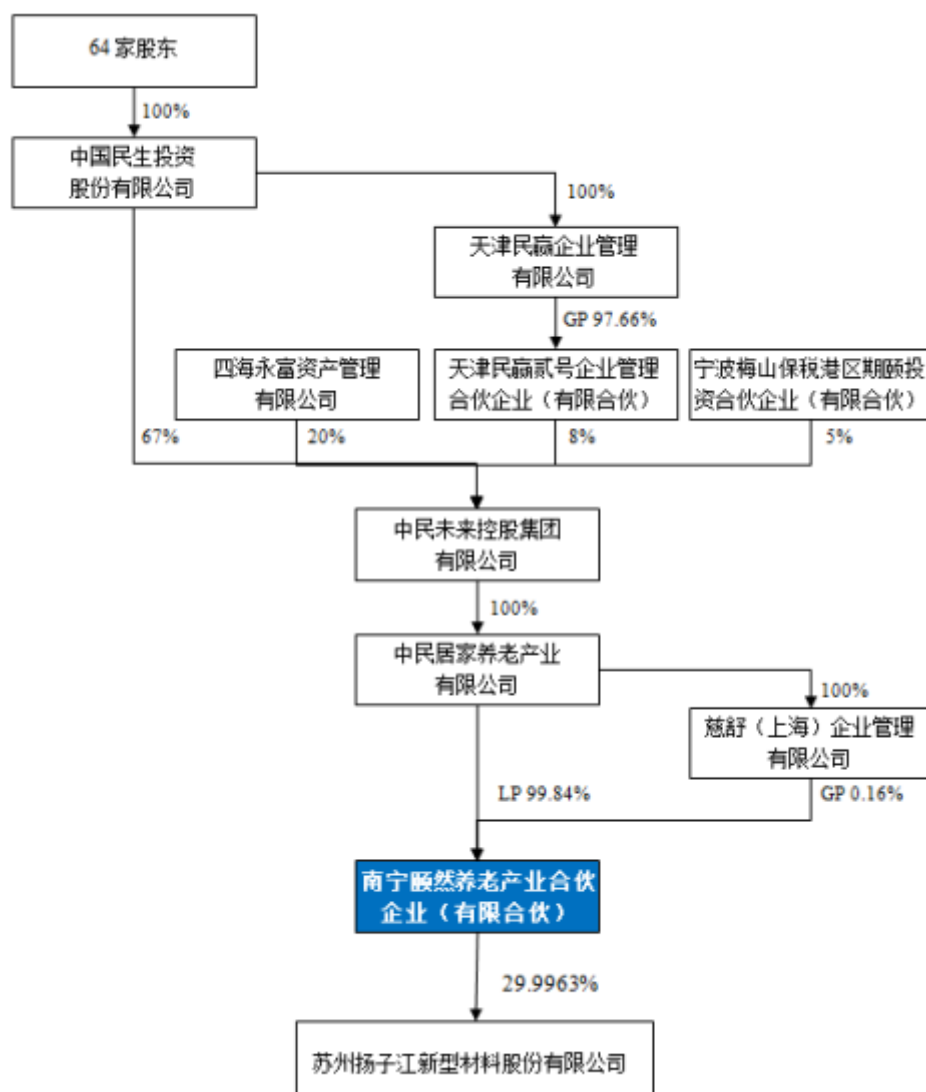 64 家股东
100%
中国民生投资
股份有限公司
100%
天津民赢企业管理
有限公司
GP 97.66%
四海永富资产管理
有限公司
天津民赢贰号企业管理
合伙企业（有限合伙）
宁波梅山保税港区期颐投
资合伙企业（有限合伙）
67%
20%
8%
5%
中民未来控股集团
有限公司
100%
中民居家养老产业
有限公司
100%
慈舒（上海）企业管理
有限公司
LP 99.84%
GP 0.16%
南宁颐然养老产业合伙
企业（有限合伙）
29.9963%
苏州扬子江新型材料股份有限公司